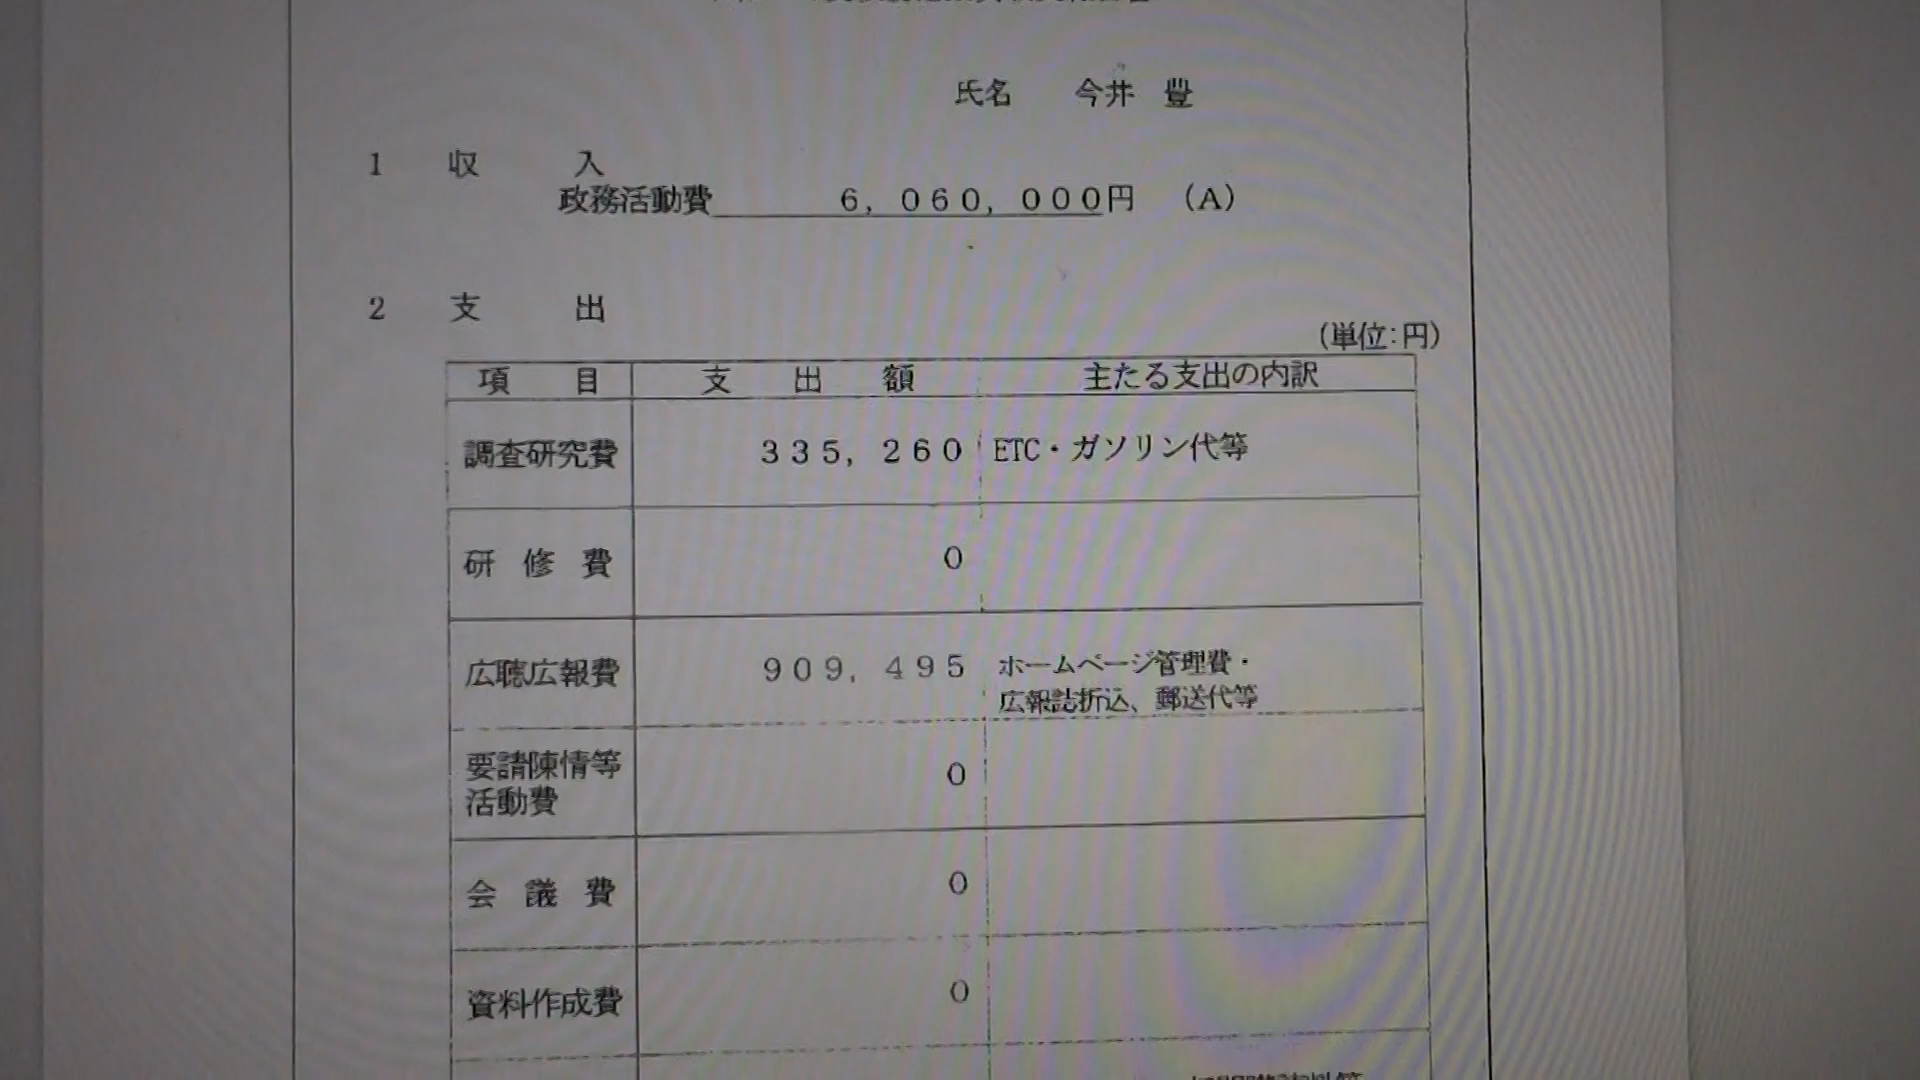 氏名　今井　豊
1　収　入
政務活動費　6，060，000円　（A）
2　支　出
（単位：円）
項　目　支　出　額　主たる支出の内訳
調査研究費　335，260　ETC・ガソリン代等
研　修　費　0
広聴広報費　909，495　ホームページ管理費・
広報誌折込、郵送代等
要請陳情等
活動費　0
会　議　費　0
資料作成費　0